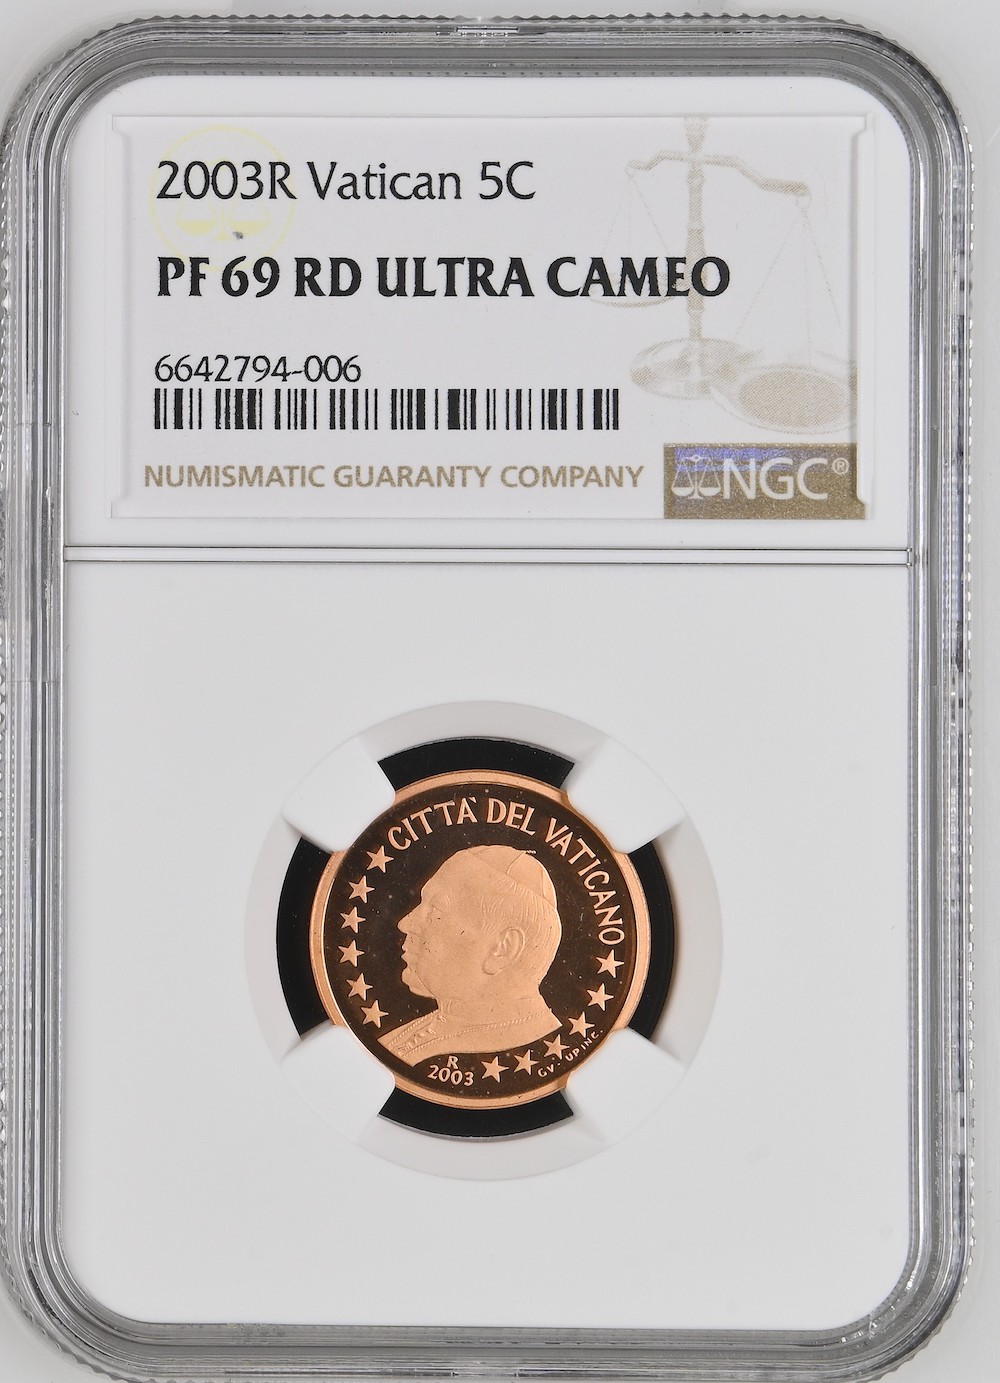 2003R Vatican 5C
PF 69 RD ULTRA CAMEO
6642794-006
NUMISMATIC GUARANTY COMPANY
NGC®
CITTÀ DEL VATICANO
R
2003
GV - UP INC.